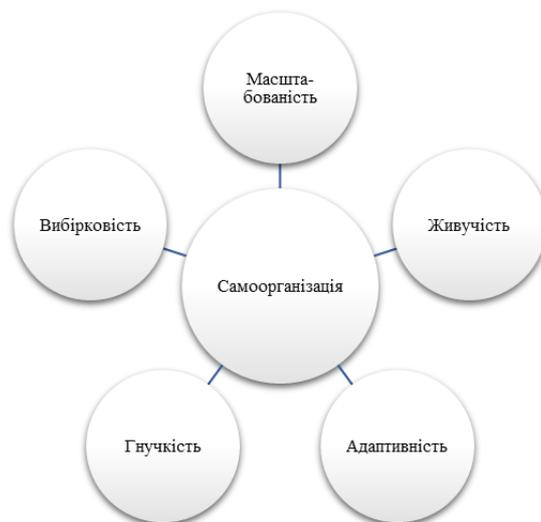 Масшта-
бованість
Вибірковість
Живучість
Самоорганізація
Гнучкість
Адаптивність